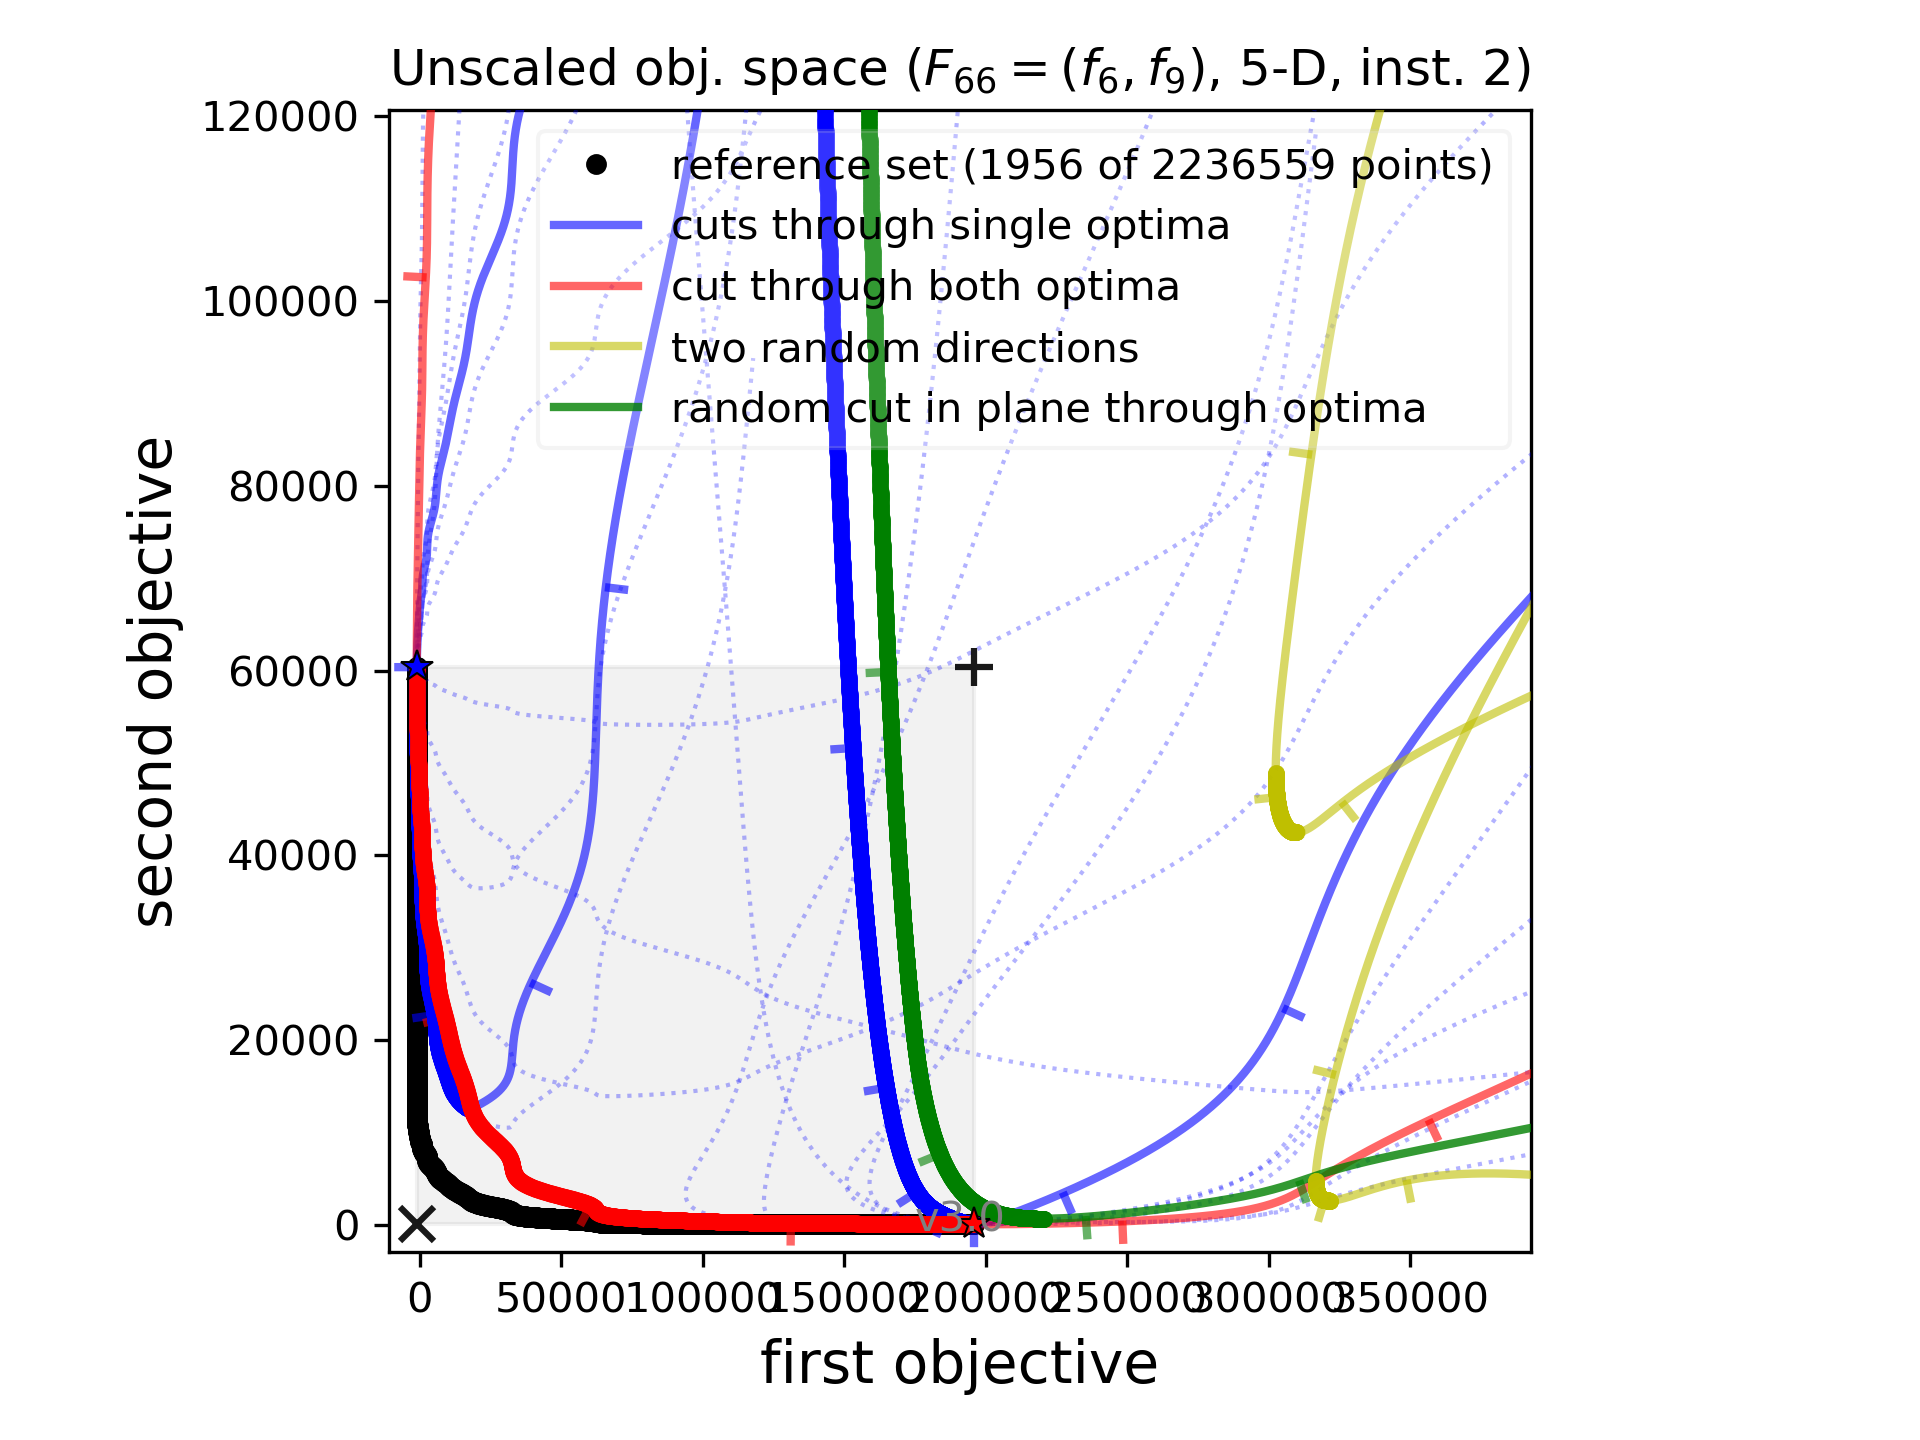 Unscaled obj. space (F66 = (f6, f9), 5-D, inst. 2)
120000
100000
80000
60000
40000
20000
0
second objective
reference set (1956 of 2236559 points)
cuts through single optima
cut through both optima
two random directions
random cut in plane through optima
v3.0
0 50000 100000 150000 200000 250000 300000 350000
first objective